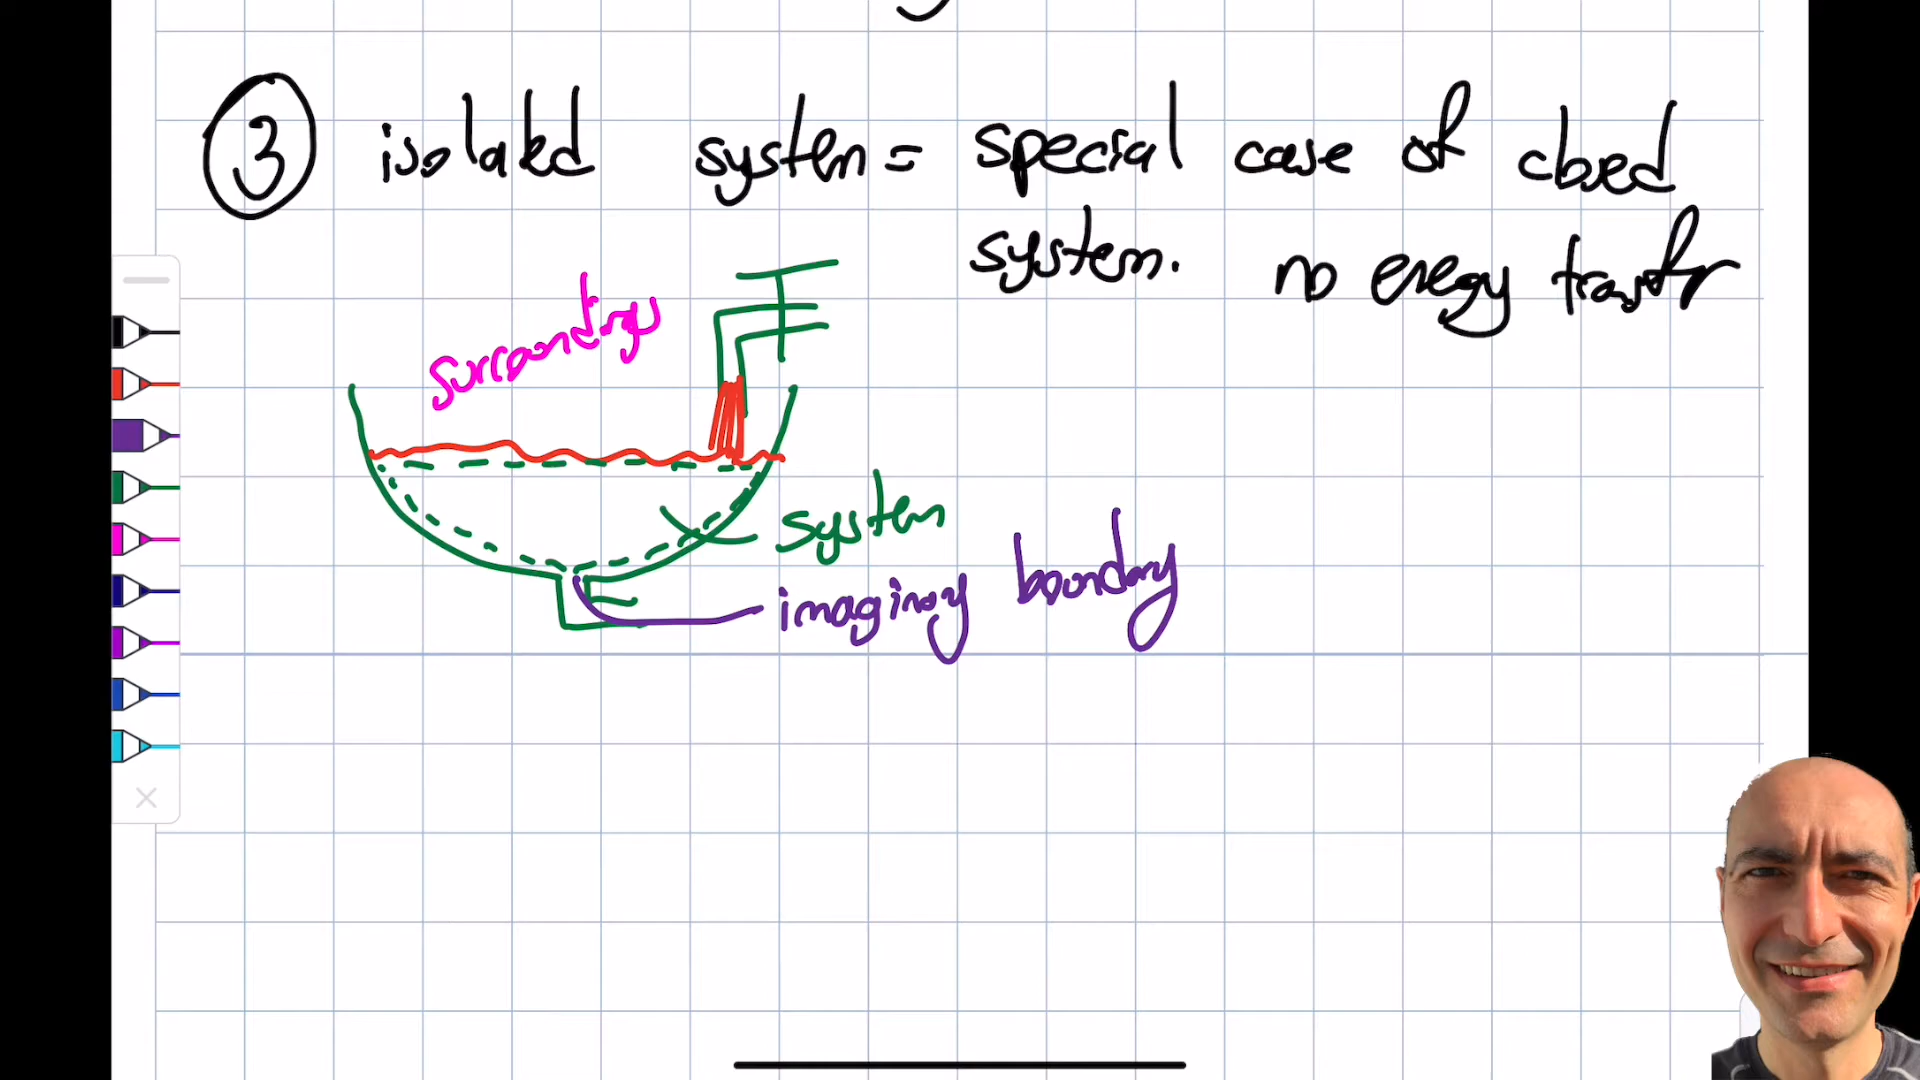 3 isolated system = special case of closed
system. no energy transfer
surroundings
system
imaginary boundary